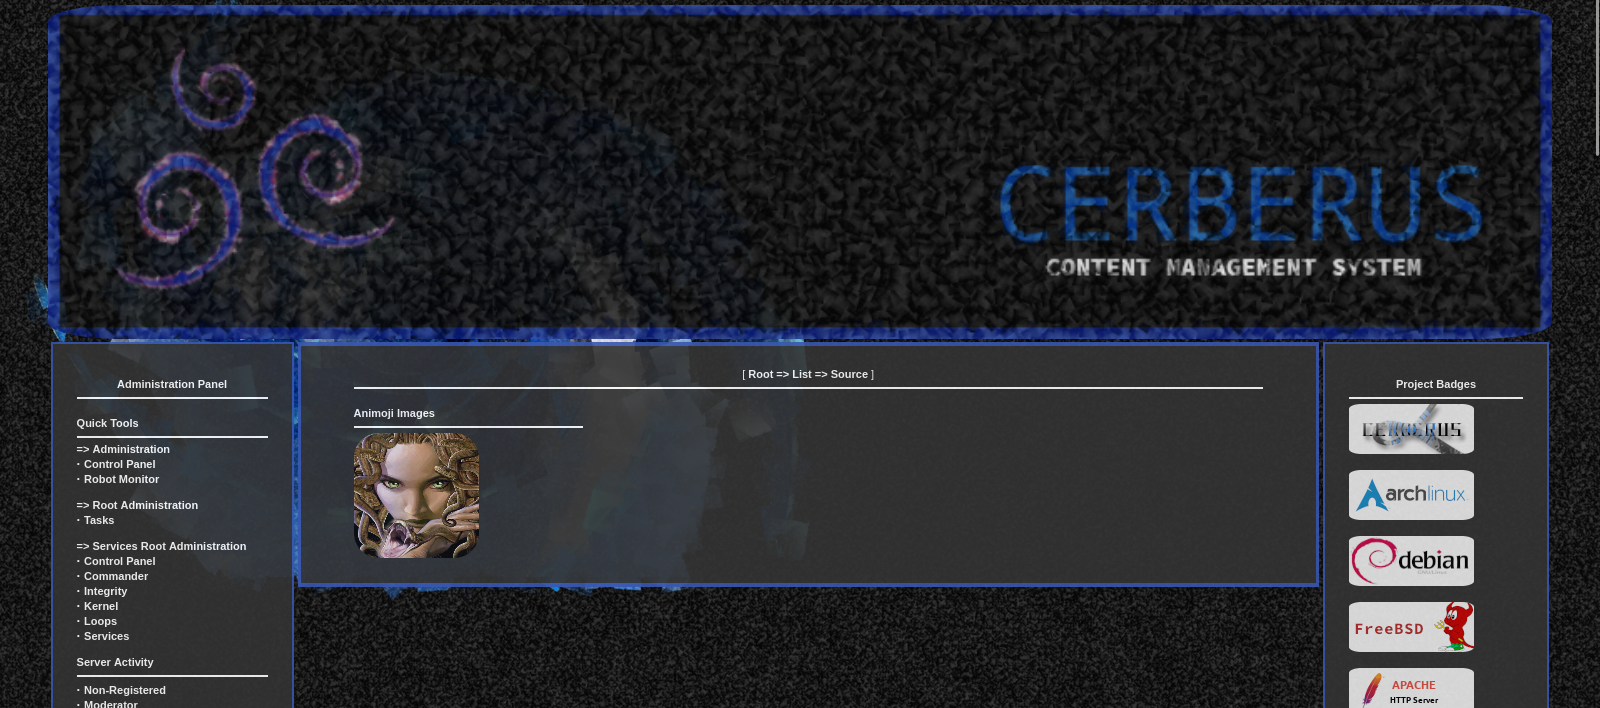 CERBERUS
CONTENT MANAGEMENT SYSTEM
Administration Panel
Quick Tools
=> Administration
· Control Panel
· Robot Monitor
=> Root Administration
· Tasks
=> Services Root Administration
· Control Panel
· Commander
· Integrity
· Kernel
· Loops
· Services
Server Activity
· Non-Registered
· Moderator
[ Root => List => Source ]
Animoji Images
Project Badges
CERBERUS
archlinux
debian
FreeBSD
APACHE
HTTP Server